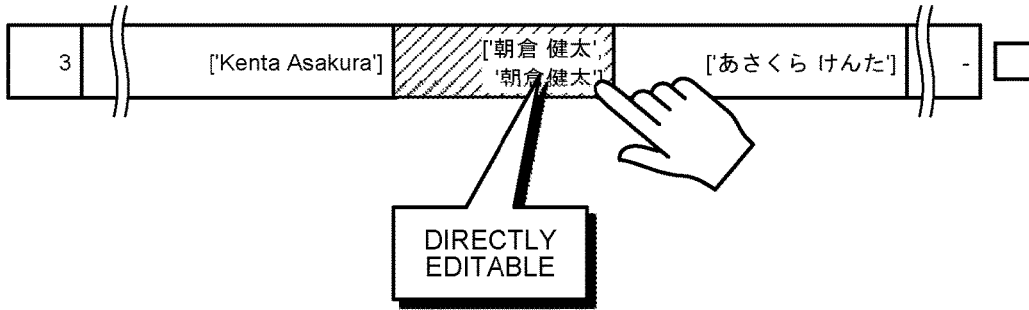 3
['Kenta Asakura']
['朝倉 健太',
'朝倉健太']
['あさくら けんた']
-
DIRECTLY
EDITABLE